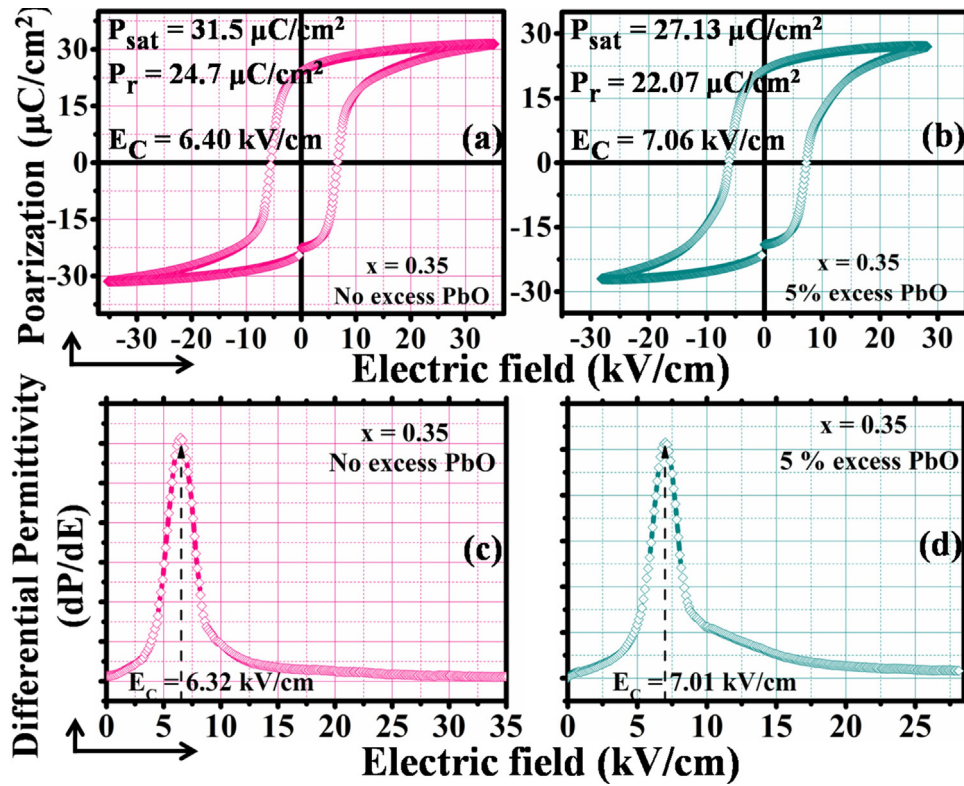 Poarization (µC/cm²)
30
15
0
-15
-30
P_sat = 31.5 µC/cm²
P_r = 24.7 µC/cm²
E_C = 6.40 kV/cm
(a)
x = 0.35
No excess PbO
-30 -20 -10 0 10 20 30
30
15
0
-15
-30
P_sat = 27.13 µC/cm²
P_r = 22.07 µC/cm²
E_C = 7.06 kV/cm
(b)
x = 0.35
5% excess PbO
-30 -20 -10 0 10 20 30
Electric field (kV/cm)
Differential Permittivity
(dP/dE)
x = 0.35
No excess PbO
(c)
E_C = 6.32 kV/cm
0 5 10 15 20 25 30 35
x = 0.35
5 % excess PbO
(d)
E_C = 7.01 kV/cm
0 5 10 15 20 25
Electric field (kV/cm)